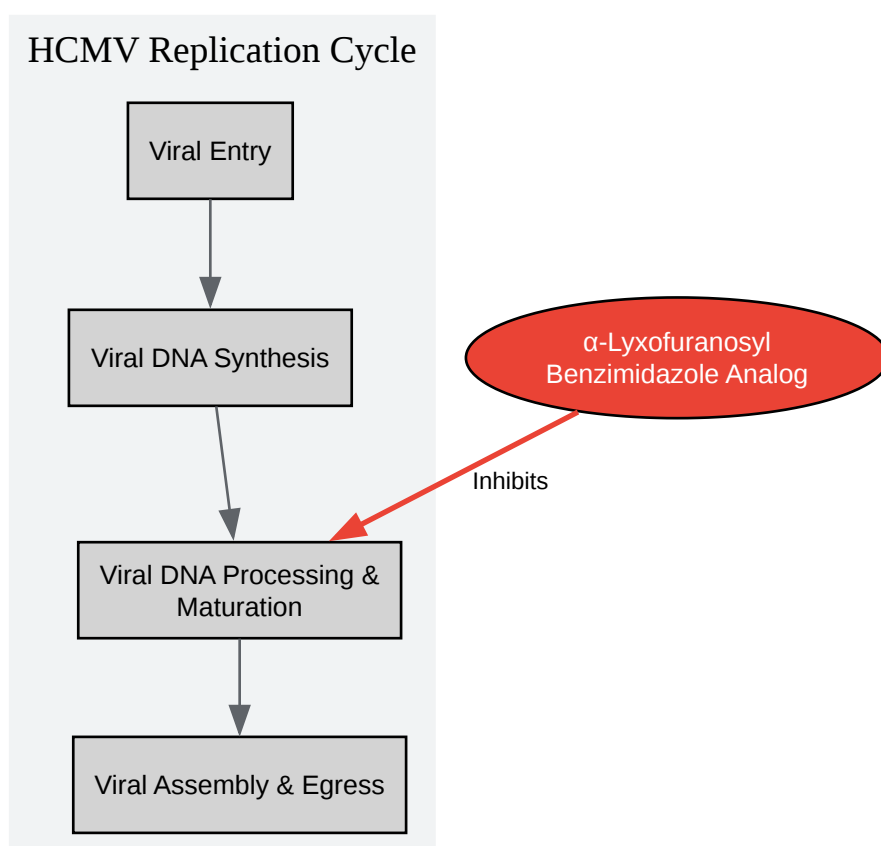 HCMV Replication Cycle
Viral Entry
Viral DNA Synthesis
α-Lyxofuranosyl
Benzimidazole Analog
Inhibits
Viral DNA Processing &
Maturation
Viral Assembly & Egress